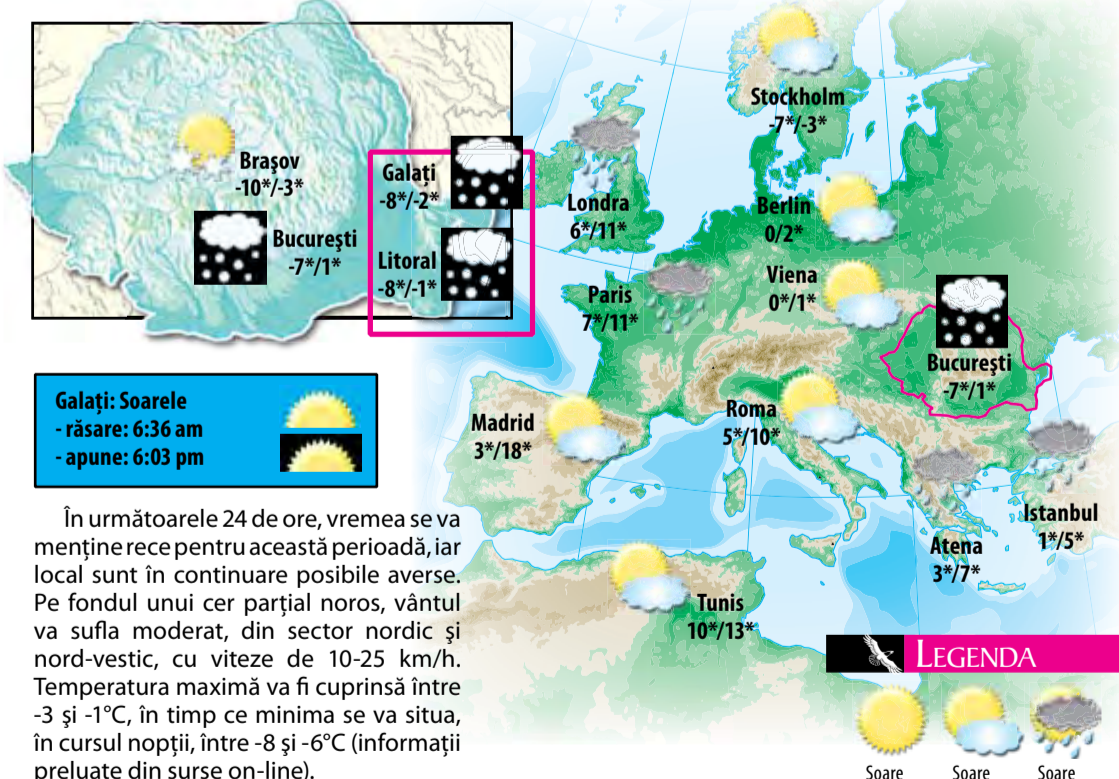 Stockholm
-7*/-3*
Braşov
-10*/-3*
Galaţi
-8*/-2*
Bucureşti
-7*/1*
Litoral
-8*/-1*
Londra
6*/11*
Berlin
0/2*
Viena
0*/1*
Paris
7*/11*
Bucureşti
-7*/1*
Madrid
3*/18*
Roma
5*/10*
Istanbul
1*/5*
Atena
3*/7*
Tunis
10*/13*
Galaţi: Soarele
- răsare: 6:36 am
- apune: 6:03 pm
În următoarele 24 de ore, vremea se va
menţine rece pentru această perioadă, iar
local sunt în continuare posibile averse.
Pe fondul unui cer parţial noros, vântul
va sufla moderat, din sector nordic şi
nord-vestic, cu viteze de 10-25 km/h.
Temperatura maximă va fi cuprinsă între
-3 şi -1°C, în timp ce minima se va situa,
în cursul nopţii, între -8 şi -6°C (informaţii
preluate din surse on-line).
LEGENDA
Soare Soare Soare